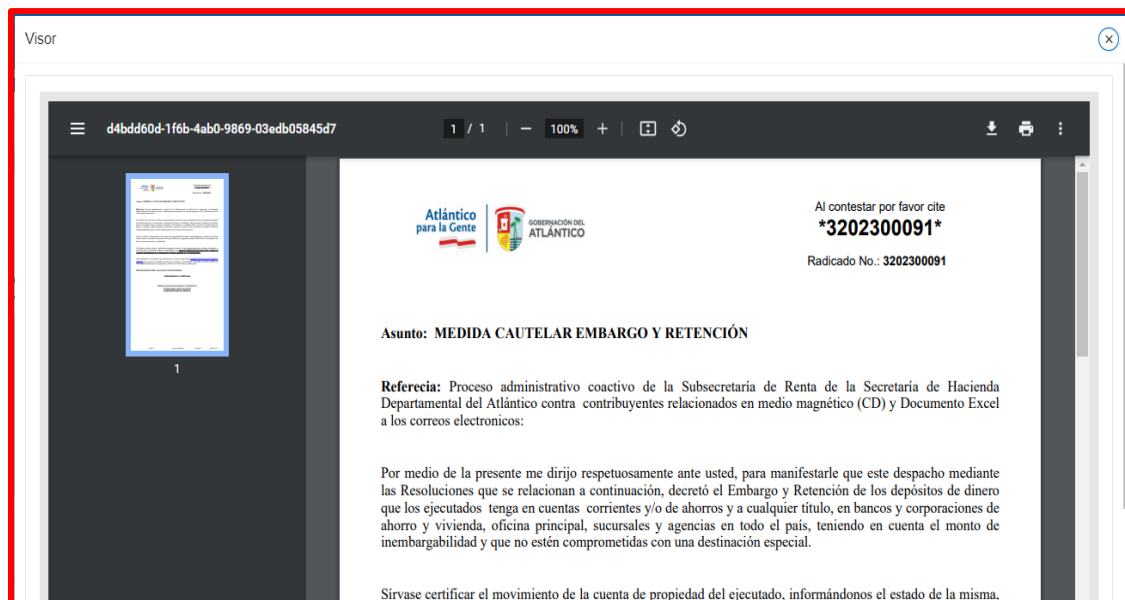 Visor
d4bdd60d-1f6b-4ab0-9869-03edb05845d7
1 / 1
100%
1
Atlántico
para la Gente
GOBERNACIÓN DEL
ATLÁNTICO
Al contestar por favor cite
*3202300091*
Radicado No.: 3202300091
Asunto: MEDIDA CAUTELAR EMBARGO Y RETENCIÓN
Referecia: Proceso administrativo coactivo de la Subsecretaría de Renta de la Secretaría de Hacienda
Departamental del Atlántico contra contribuyentes relacionados en medio magnético (CD) y Documento Excel
a los correos electronicos:
Por medio de la presente me dirijo respetuosamente ante usted, para manifestarle que este despacho mediante
las Resoluciones que se relacionan a continuación, decretó el Embargo y Retención de los depósitos de dinero
que los ejecutados tenga en cuentas corrientes y/o de ahorros y a cualquier título, en bancos y corporaciones de
ahorro y vivienda, oficina principal, sucursales y agencias en todo el país, teniendo en cuenta el monto de
inembargabilidad y que no estén comprometidas con una destinación especial.
Sírvase certificar el movimiento de la cuenta de propiedad del ejecutado, informándonos el estado de la misma,